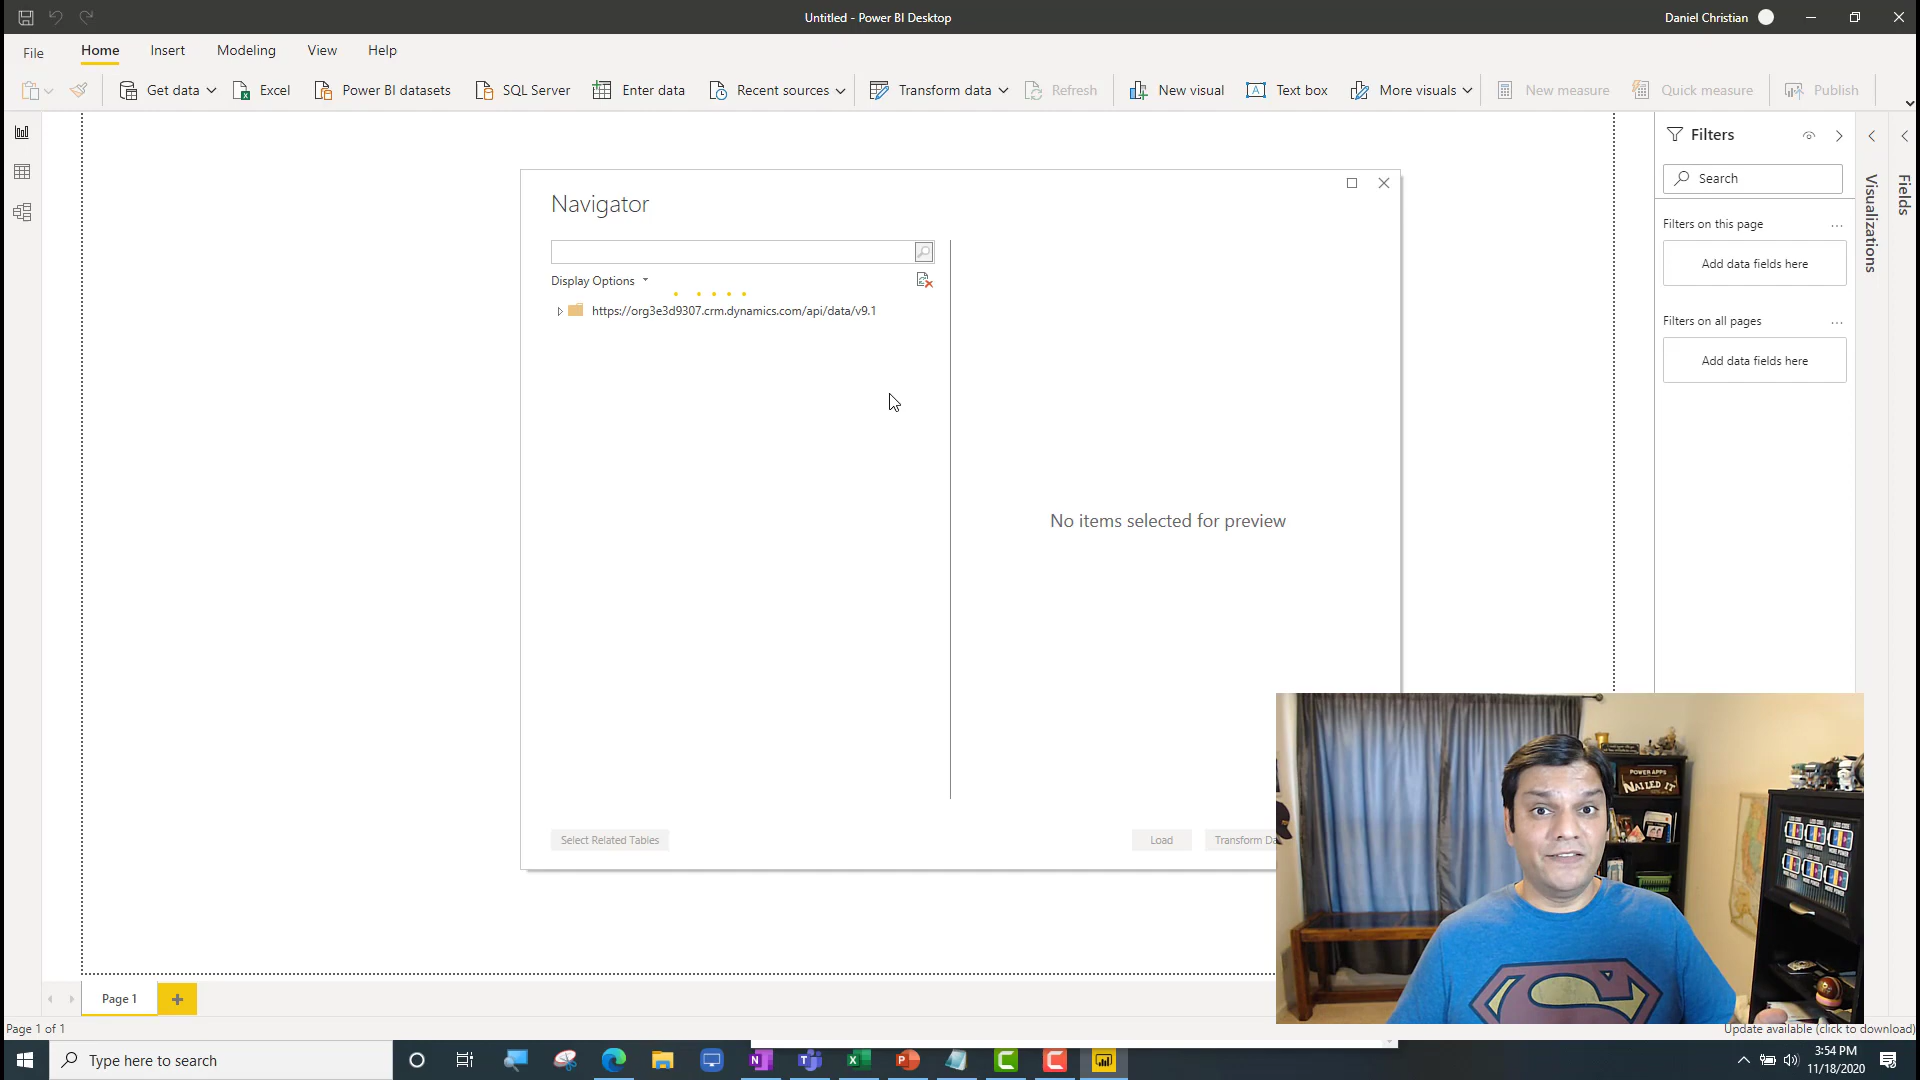 Untitled - Power BI Desktop
Daniel Christian
File
Home
Insert
Modeling
View
Help
Get data
Excel
Power BI datasets
SQL Server
Enter data
Recent sources
Transform data
Refresh
New visual
Text box
More visuals
New measure
Quick measure
Publish
Navigator
Display Options
https://org3e3d9307.crm.dynamics.com/api/data/v9.1
No items selected for preview
Select Related Tables
Load
Transform Da
Filters
Search
Filters on this page
...
Add data fields here
Filters on all pages
...
Add data fields here
Visualizations
Fields
POWER APPS
NAILED IT
Page 1
Page 1 of 1
Update available (click to download)
Type here to search
3:54 PM
11/18/2020